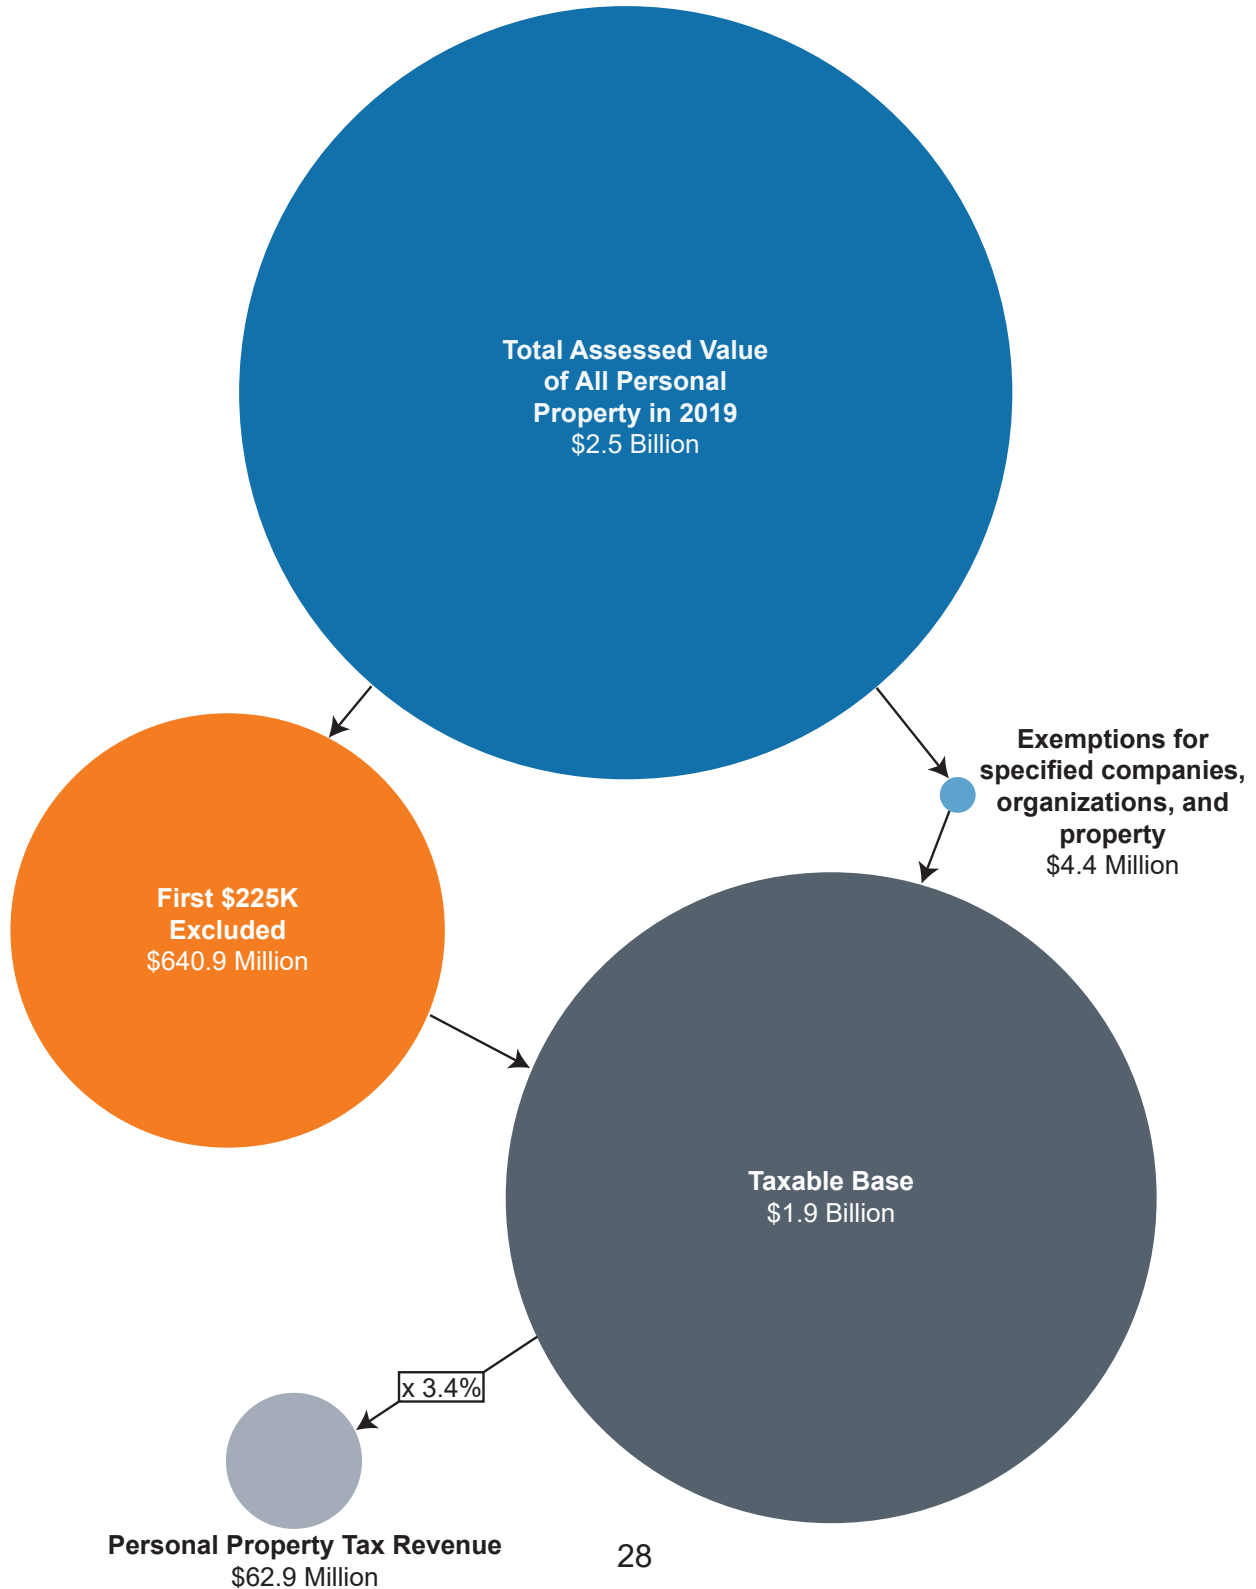 Total Assessed Value
of All Personal
Property in 2019
$2.5 Billion
Exemptions for
specified companies,
organizations, and
property
$4.4 Million
First $225K
Excluded
$640.9 Million
Taxable Base
$1.9 Billion
x 3.4%
Personal Property Tax Revenue
$62.9 Million
28